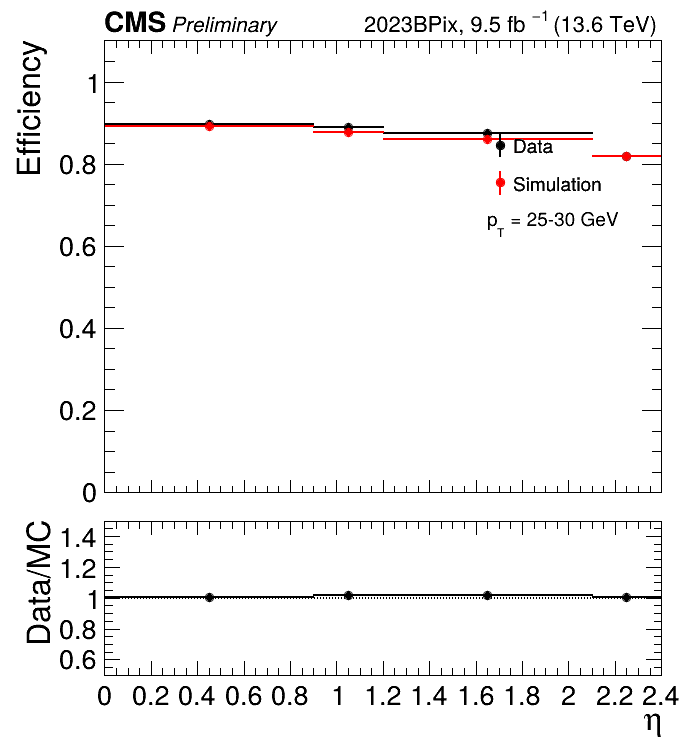 CMS Preliminary 2023BPix, 9.5 fb⁻¹ (13.6 TeV)
Efficiency
1
0.8
0.6
0.4
0.2
0
Data
Simulation
p_T = 25-30 GeV
Data/MC
1.4
1.2
1
0.8
0.6
0 0.2 0.4 0.6 0.8 1 1.2 1.4 1.6 1.8 2 2.2 2.4
η